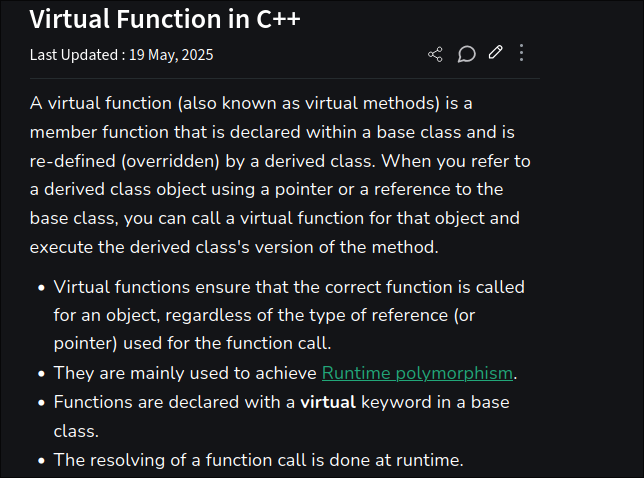 Virtual Function in C++
Last Updated : 19 May, 2025
A virtual function (also known as virtual methods) is a
member function that is declared within a base class and is
re-defined (overridden) by a derived class. When you refer to
a derived class object using a pointer or a reference to the
base class, you can call a virtual function for that object and
execute the derived class's version of the method.
• Virtual functions ensure that the correct function is called
for an object, regardless of the type of reference (or
pointer) used for the function call.
• They are mainly used to achieve Runtime polymorphism.
• Functions are declared with a virtual keyword in a base
class.
• The resolving of a function call is done at runtime.